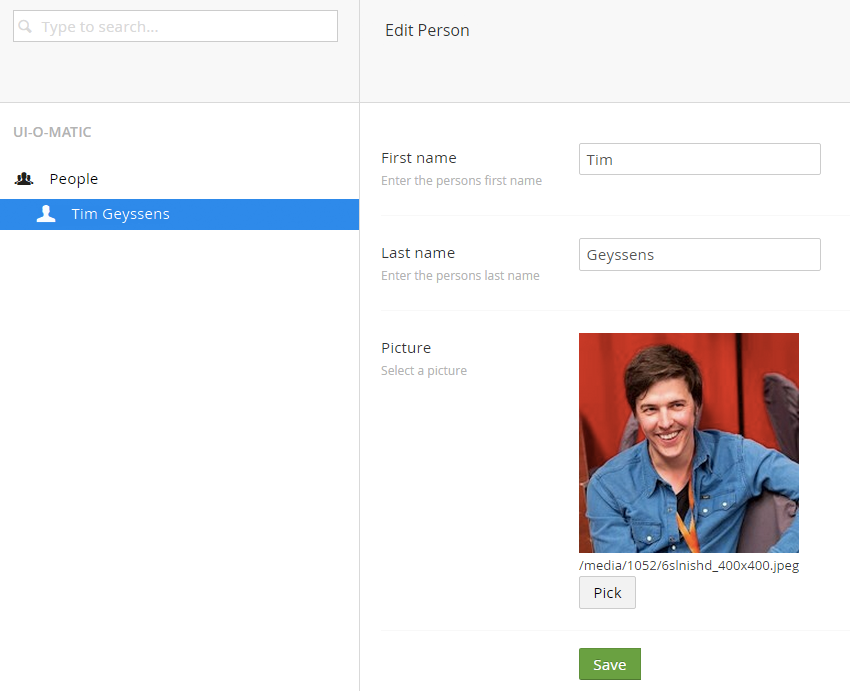 Type to search...
Edit Person
UI-O-MATIC
People
Tim Geyssens
First name
Enter the persons first name
Tim
Last name
Enter the persons last name
Geyssens
Picture
Select a picture
/media/1052/6slnishd_400x400.jpeg
Pick
Save